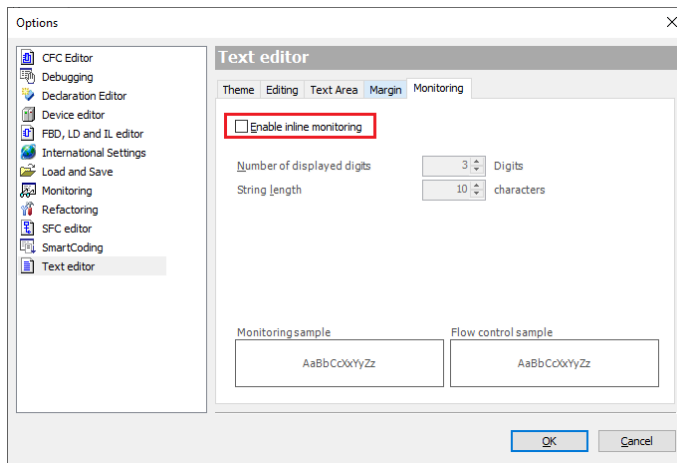 Options
CFC Editor
Debugging
Declaration Editor
Device editor
FBD, LD and IL editor
International Settings
Load and Save
Monitoring
Refactoring
SFC editor
SmartCoding
Text editor
Text editor
Theme Editing Text Area Margin Monitoring
Enable inline monitoring
Number of displayed digits 3 Digits
String length 10 characters
Monitoring sample Flow control sample
AaBbCcXxYyZz AaBbCcXxYyZz
OK Cancel